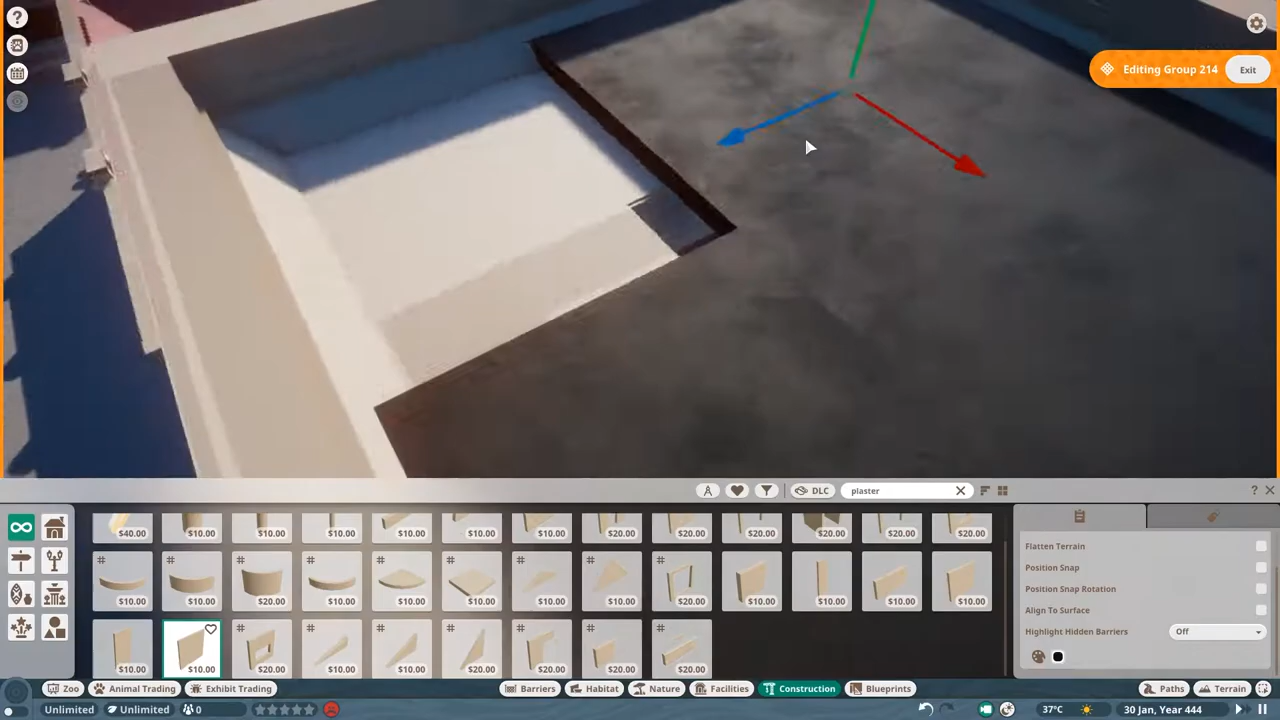 ?
Editing Group 214
Exit
DLC
plaster
?
$40.00
$10.00
$10.00
$10.00
$10.00
$10.00
$20.00
$20.00
$20.00
$20.00
$20.00
$20.00
$20.00
$10.00
$10.00
$20.00
$10.00
$10.00
$10.00
$10.00
$10.00
$20.00
$10.00
$10.00
$10.00
$10.00
$10.00
$10.00
$20.00
$10.00
$10.00
$10.00
$10.00
$10.00
$20.00
Flatten Terrain
Position Snap
Position Snap Rotation
Align To Surface
Highlight Hidden Barriers
Off
Zoo
Animal Trading
Exhibit Trading
Barriers
Habitat
Nature
Facilities
Construction
Blueprints
Paths
Terrain
Unlimited
Unlimited
0
37°C
30 Jan, Year 444